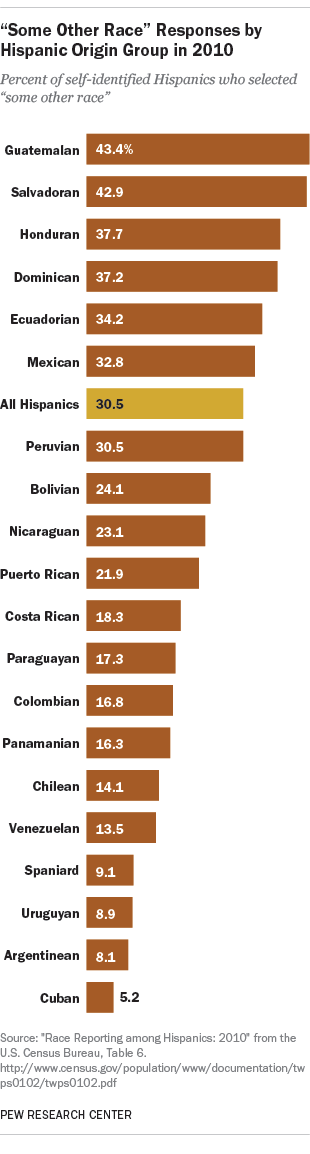 “Some Other Race” Responses by
Hispanic Origin Group in 2010
Percent of self-identified Hispanics who selected
“some other race”
Guatemalan 43.4%
Salvadoran 42.9
Honduran 37.7
Dominican 37.2
Ecuadorian 34.2
Mexican 32.8
All Hispanics 30.5
Peruvian 30.5
Bolivian 24.1
Nicaraguan 23.1
Puerto Rican 21.9
Costa Rican 18.3
Paraguayan 17.3
Colombian 16.8
Panamanian 16.3
Chilean 14.1
Venezuelan 13.5
Spaniard 9.1
Uruguyan 8.9
Argentinean 8.1
Cuban 5.2
Source: "Race Reporting among Hispanics: 2010" from the
U.S. Census Bureau, Table 6.
http://www.census.gov/population/www/documentation/tw
ps0102/twps0102.pdf
PEW RESEARCH CENTER